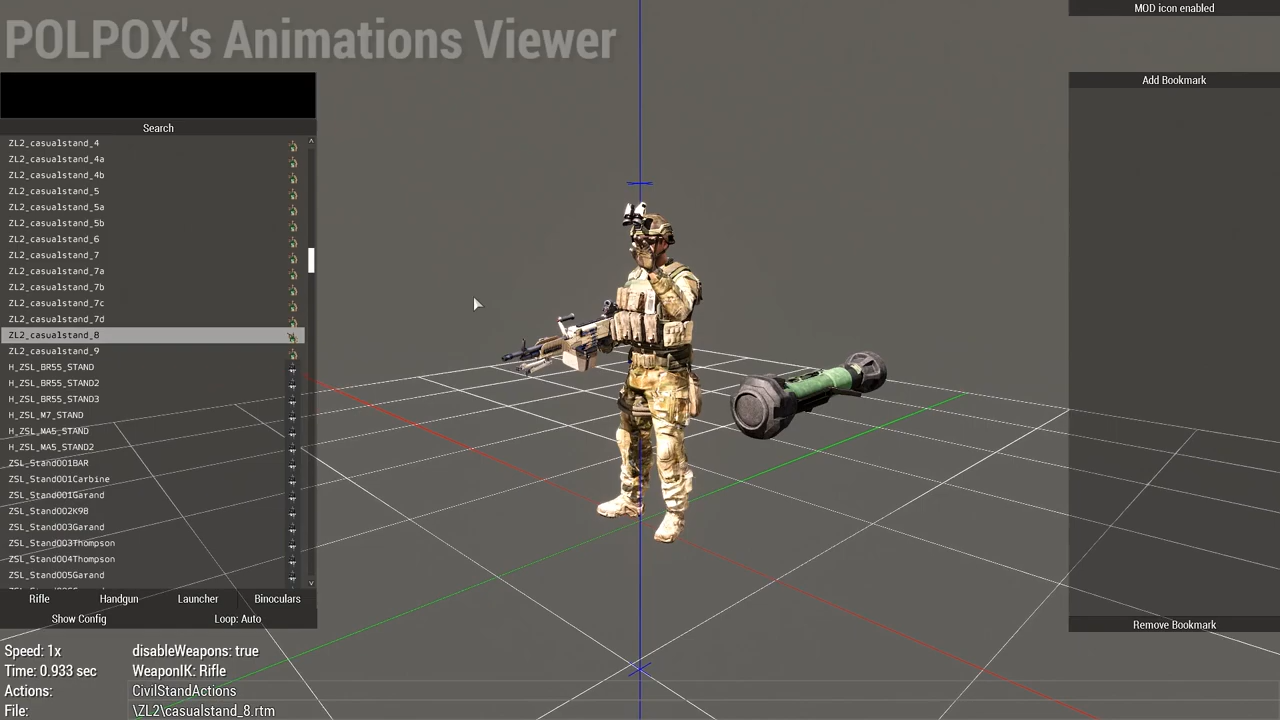 POLPOX's Animations Viewer
MOD icon enabled
Add Bookmark
Search
ZL2_casualstand_4
ZL2_casualstand_4a
ZL2_casualstand_4b
ZL2_casualstand_5
ZL2_casualstand_5a
ZL2_casualstand_5b
ZL2_casualstand_6
ZL2_casualstand_7
ZL2_casualstand_7a
ZL2_casualstand_7b
ZL2_casualstand_7c
ZL2_casualstand_7d
ZL2_casualstand_8
ZL2_casualstand_9
H_ZSL_BR55_STAND
H_ZSL_BR55_STAND2
H_ZSL_BR55_STAND3
H_ZSL_M7_STAND
H_ZSL_MA5_STAND
H_ZSL_MA5_STAND2
ZSL_Stand001BAR
ZSL_Stand001Carbine
ZSL_Stand001Garand
ZSL_Stand002K98
ZSL_Stand003Garand
ZSL_Stand003Thompson
ZSL_Stand004Thompson
ZSL_Stand005Garand
Rifle Handgun Launcher Binoculars
Show Config Loop: Auto
Remove Bookmark
Speed: 1x disableWeapons: true
Time: 0.933 sec WeaponIK: Rifle
Actions: CivilStandActions
File: \ZL2\casualstand_8.rtm